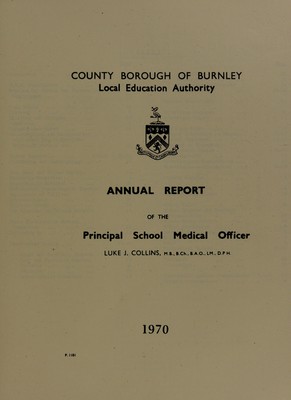 COUNTY BOROUGH OF BURNLEY
Local Education Authority
ANNUAL REPORT
OF THE
Principal School Medical Officer
LUKE J. COLLINS, M.B., B.Ch., B.A.O., L.M., D.P.H.
1970